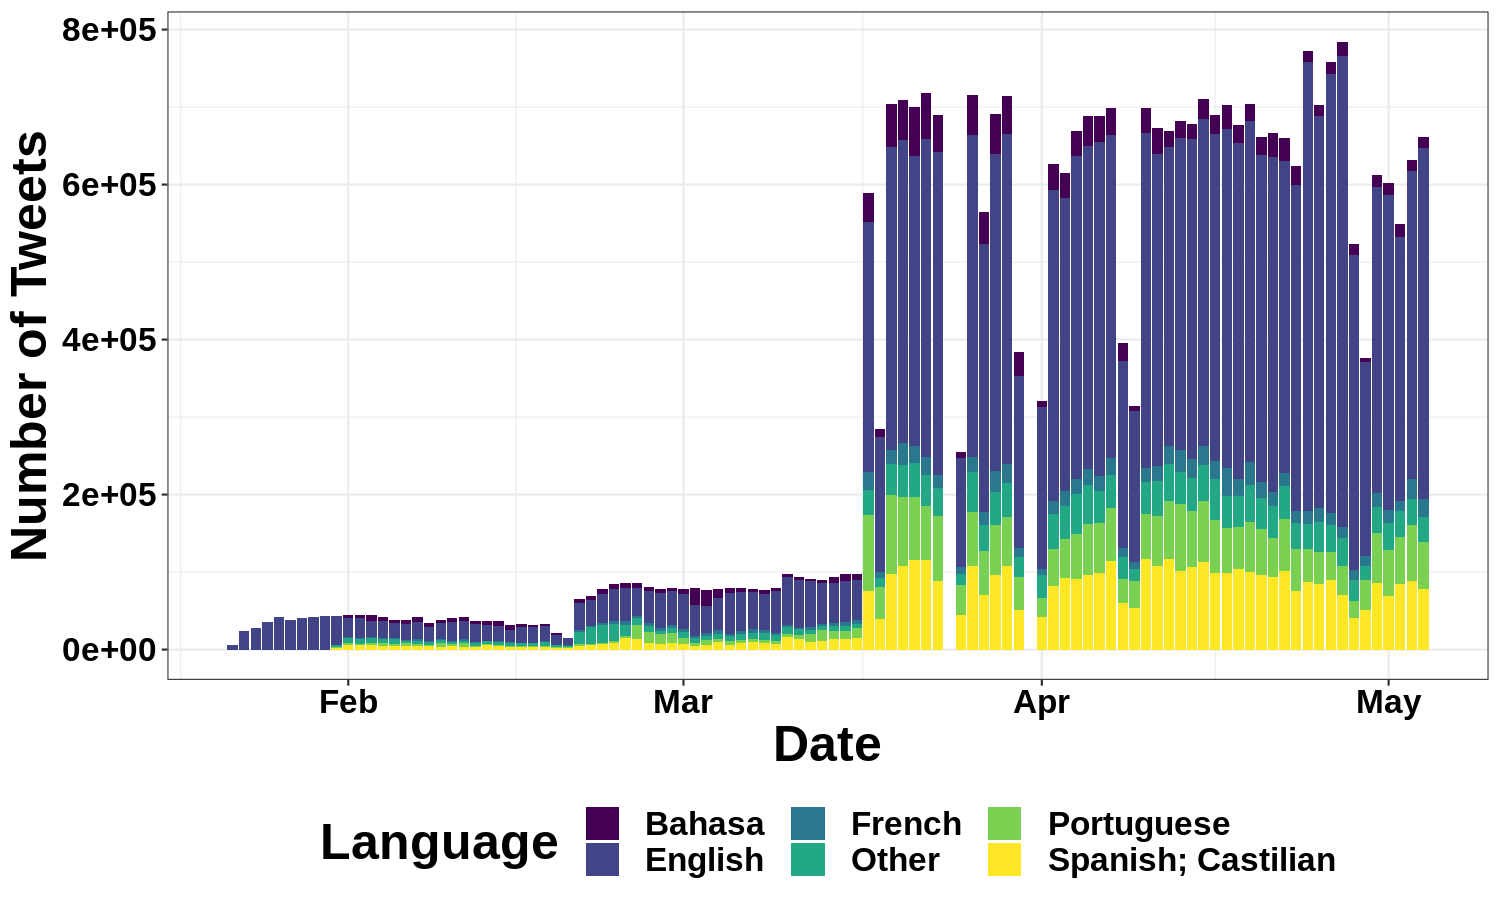 8e+05
6e+05
4e+05
2e+05
0e+00
Number of Tweets
Feb Mar Apr May
Date
Language
Bahasa French Portuguese
English Other Spanish; Castilian